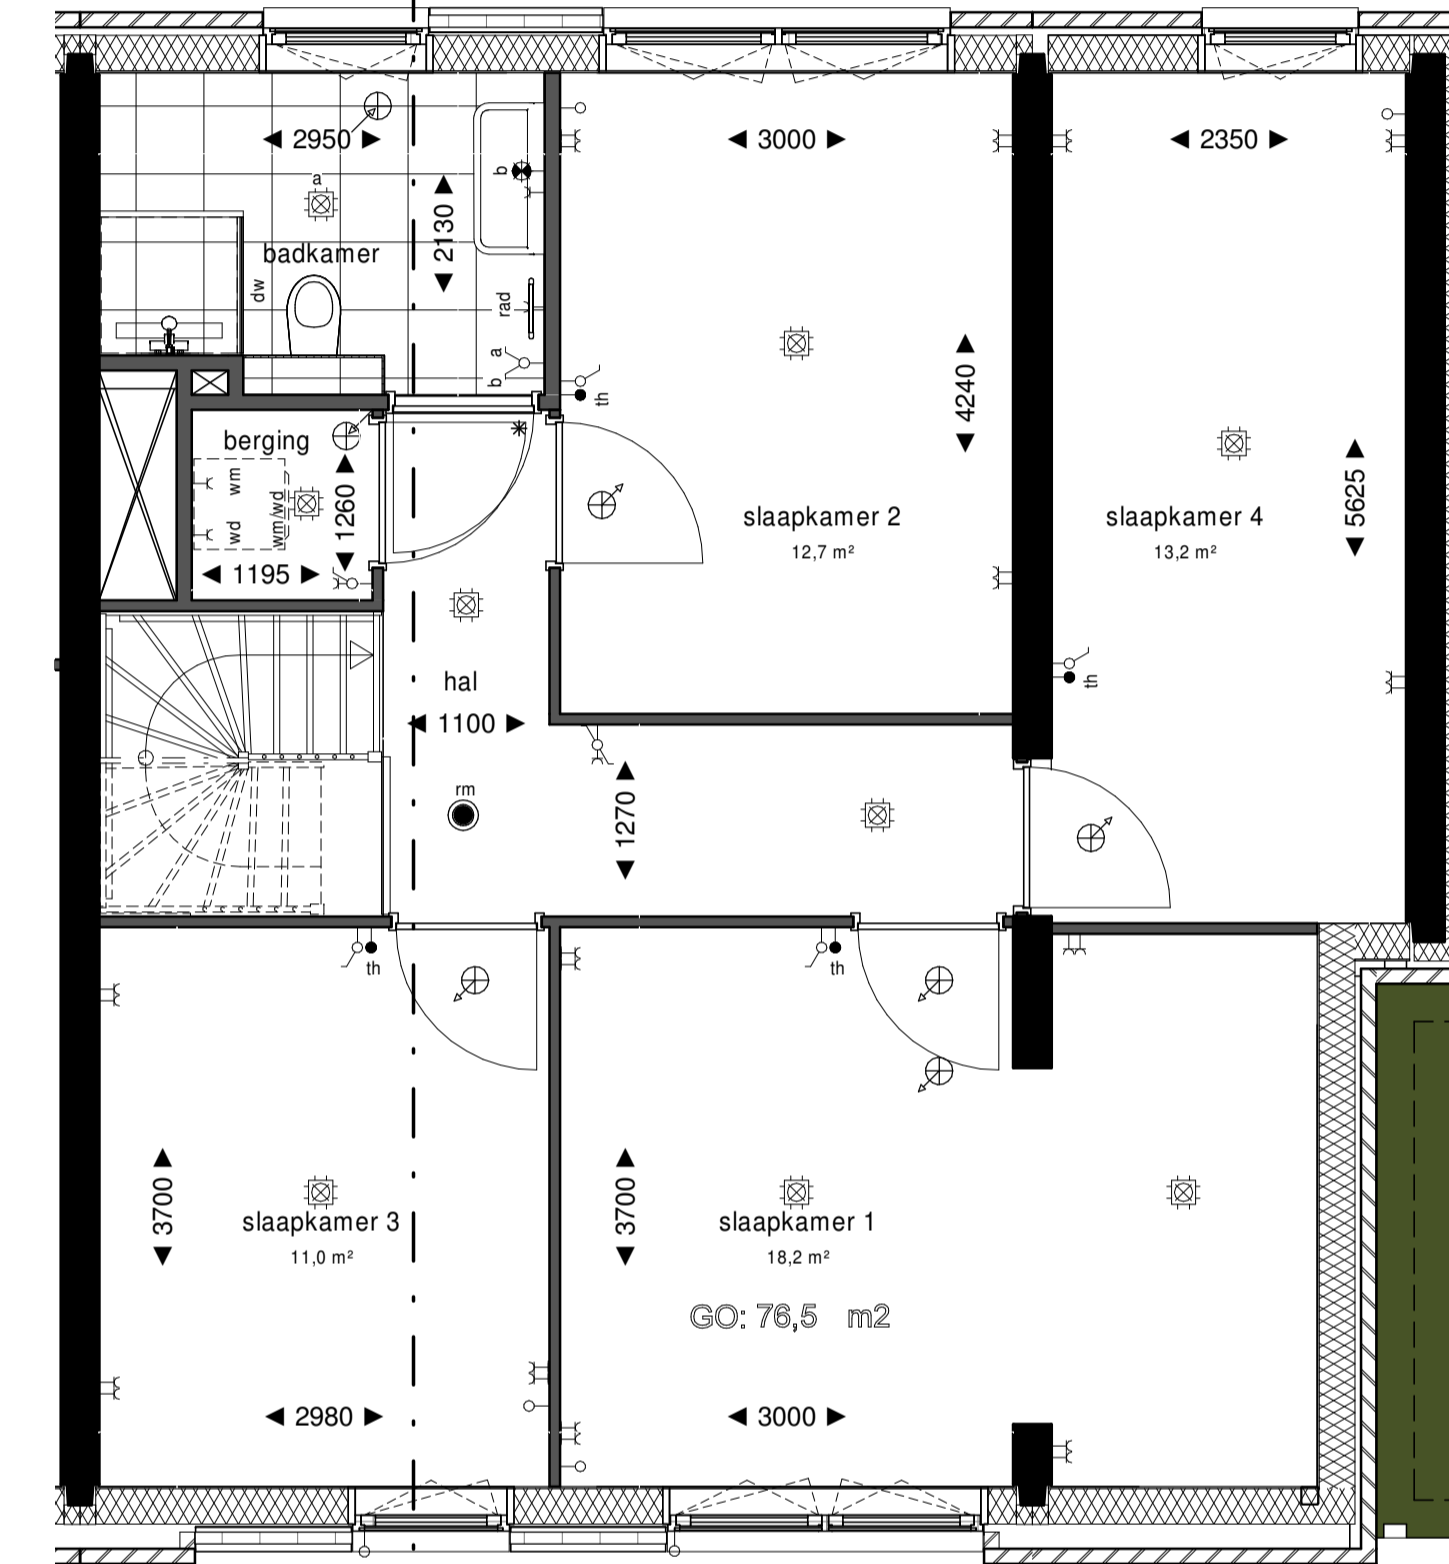 2950
3000
2350
a
b
2130
badkamer
dw
rad
a
b
th
4240
berging
wm
wd
wm/wd
1260
1195
slaapkamer 2
12,7 m²
slaapkamer 4
13,2 m²
5625
hal
1100
th
rm
1270
th
th
3700
slaapkamer 3
11,0 m²
3700
slaapkamer 1
18,2 m²
GO: 76,5 m2
2980
3000